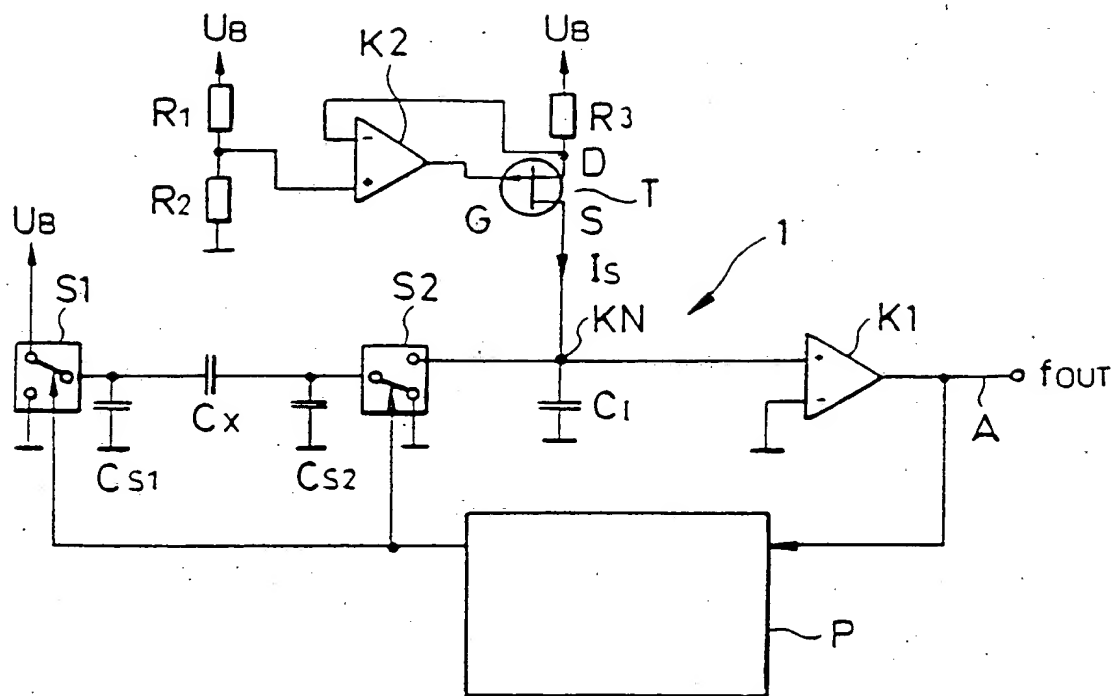 UB
K2
UB
R1
R3
-
+
D
T
R2
G
S
UB
IS
1
S1
S2
KN
K1
+
-
fOUT
A
CX
CI
CS1
CS2
P